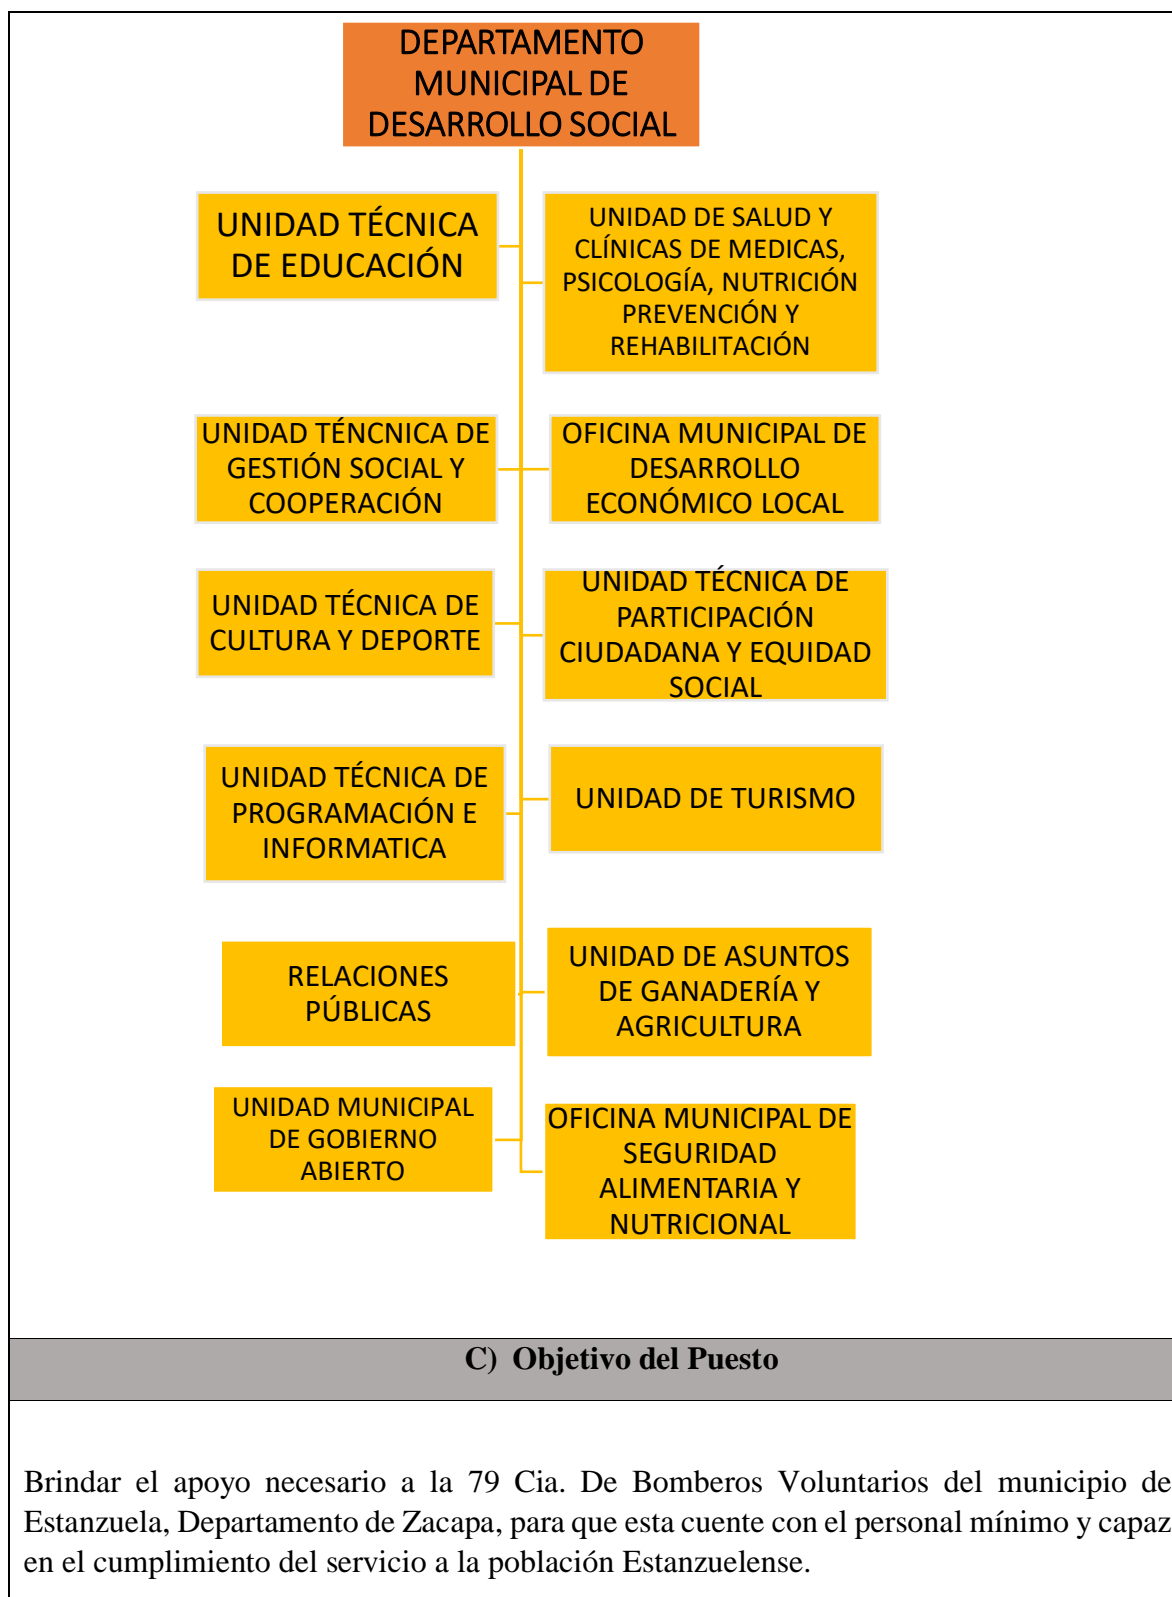 DEPARTAMENTO
MUNICIPAL DE
DESARROLLO SOCIAL
UNIDAD TÉCNICA
DE EDUCACIÓN
UNIDAD DE SALUD Y
CLÍNICAS DE MEDICAS,
PSICOLOGÍA, NUTRICIÓN
PREVENCIÓN Y
REHABILITACIÓN
UNIDAD TÉNCNICA DE
GESTIÓN SOCIAL Y
COOPERACIÓN
OFICINA MUNICIPAL DE
DESARROLLO
ECONÓMICO LOCAL
UNIDAD TÉCNICA DE
CULTURA Y DEPORTE
UNIDAD TÉCNICA DE
PARTICIPACIÓN
CIUDADANA Y EQUIDAD
SOCIAL
UNIDAD TÉCNICA DE
PROGRAMACIÓN E
INFORMATICA
UNIDAD DE TURISMO
RELACIONES
PÚBLICAS
UNIDAD DE ASUNTOS
DE GANADERÍA Y
AGRICULTURA
UNIDAD MUNICIPAL
DE GOBIERNO
ABIERTO
OFICINA MUNICIPAL DE
SEGURIDAD
ALIMENTARIA Y
NUTRICIONAL
C) Objetivo del Puesto
Brindar el apoyo necesario a la 79 Cia. De Bomberos Voluntarios del municipio de
Estanzuela, Departamento de Zacapa, para que esta cuente con el personal mínimo y capaz
en el cumplimiento del servicio a la población Estanzuelense.